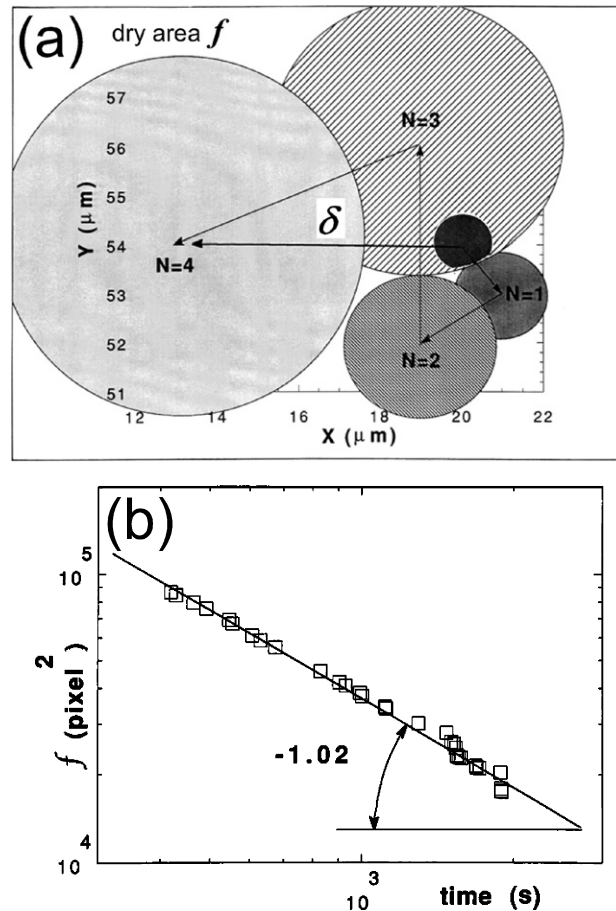 (a)
dry area f
57
56
55
54
53
52
51
Y (μm)
N=3
δ
N=4
N=1
N=2
12
14
16
18
20
22
X (μm)
(b)
10^5
f (pixel^2)
-1.02
10^4
10^3
time (s)